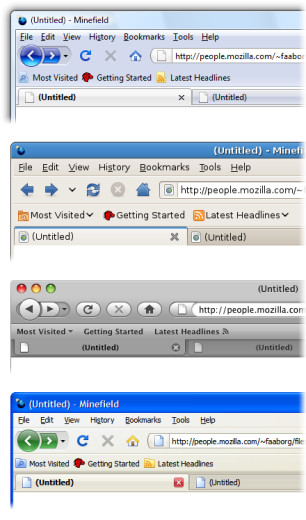 (Untitled) - Minefield
File Edit View History Bookmarks Tools Help
http://people.mozilla.com/~faabor
Most Visited Getting Started Latest Headlines
(Untitled) (Untitled)
(Untitled) - Minefi
File Edit View History Bookmarks Tools Help
http://people.mozilla.com/~
Most Visited Getting Started Latest Headlines
(Untitled) (Untitled)
(Untitled)
http://people.mozilla.com
Most Visited Getting Started Latest Headlines
(Untitled) (Untitled)
(Untitled) - Minefield
File Edit View History Bookmarks Tools Help
http://people.mozilla.com/~faaborg/file
Most Visited Getting Started Latest Headlines
(Untitled) (Untitled)